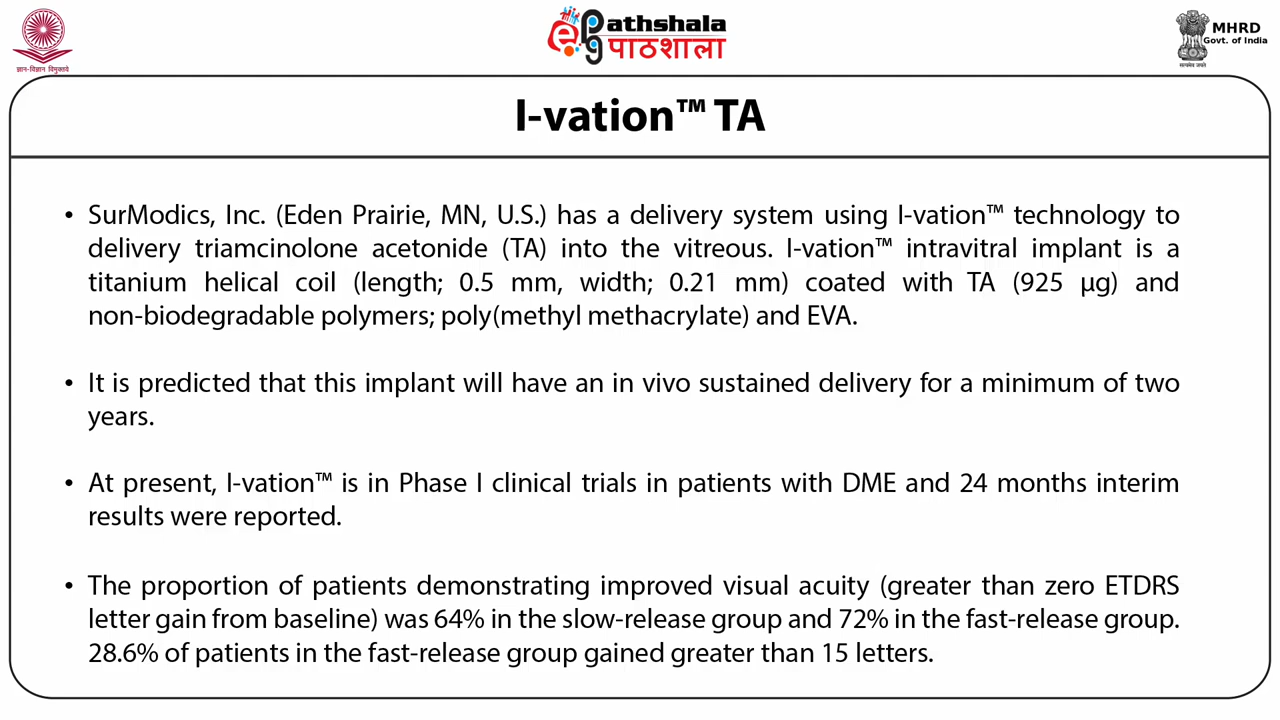 ज्ञान-विज्ञान विमुक्तये
ePathshala
पाठशाला
MHRD
Govt. of India
सत्यमेव जयते
I-vation™ TA
• SurModics, Inc. (Eden Prairie, MN, U.S.) has a delivery system using I-vation™ technology to
delivery triamcinolone acetonide (TA) into the vitreous. I-vation™ intravitral implant is a
titanium helical coil (length; 0.5 mm, width; 0.21 mm) coated with TA (925 µg) and
non-biodegradable polymers; poly(methyl methacrylate) and EVA.
• It is predicted that this implant will have an in vivo sustained delivery for a minimum of two
years.
• At present, I-vation™ is in Phase I clinical trials in patients with DME and 24 months interim
results were reported.
• The proportion of patients demonstrating improved visual acuity (greater than zero ETDRS
letter gain from baseline) was 64% in the slow-release group and 72% in the fast-release group.
28.6% of patients in the fast-release group gained greater than 15 letters.